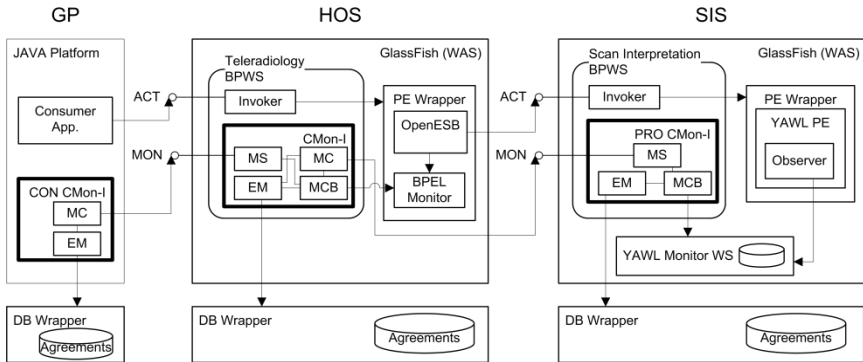 GP
HOS
SIS
JAVA Platform
Consumer
App.
CON CMon-I
MC
EM
DB Wrapper
Agreements
ACT
MON
Teleradiology
BPWS
GlassFish (WAS)
Invoker
CMon-I
MS
MC
EM
MCB
PE Wrapper
OpenESB
BPEL
Monitor
DB Wrapper
Agreements
ACT
MON
Scan Interpretation
BPWS
GlassFish (WAS)
Invoker
PRO CMon-I
MS
EM
MCB
PE Wrapper
YAWL PE
Observer
YAWL Monitor WS
DB Wrapper
Agreements